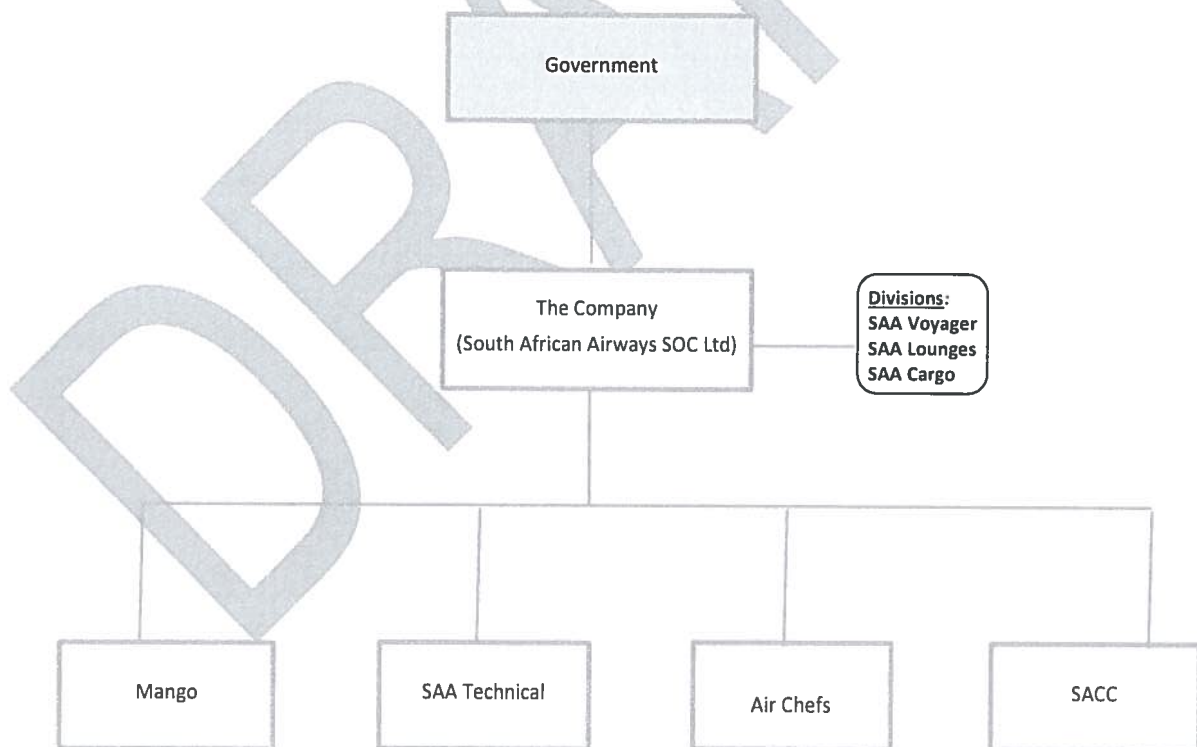 DRAFT
Government
The Company
(South African Airways SOC Ltd)
Divisions:
SAA Voyager
SAA Lounges
SAA Cargo
Mango
SAA Technical
Air Chefs
SACC